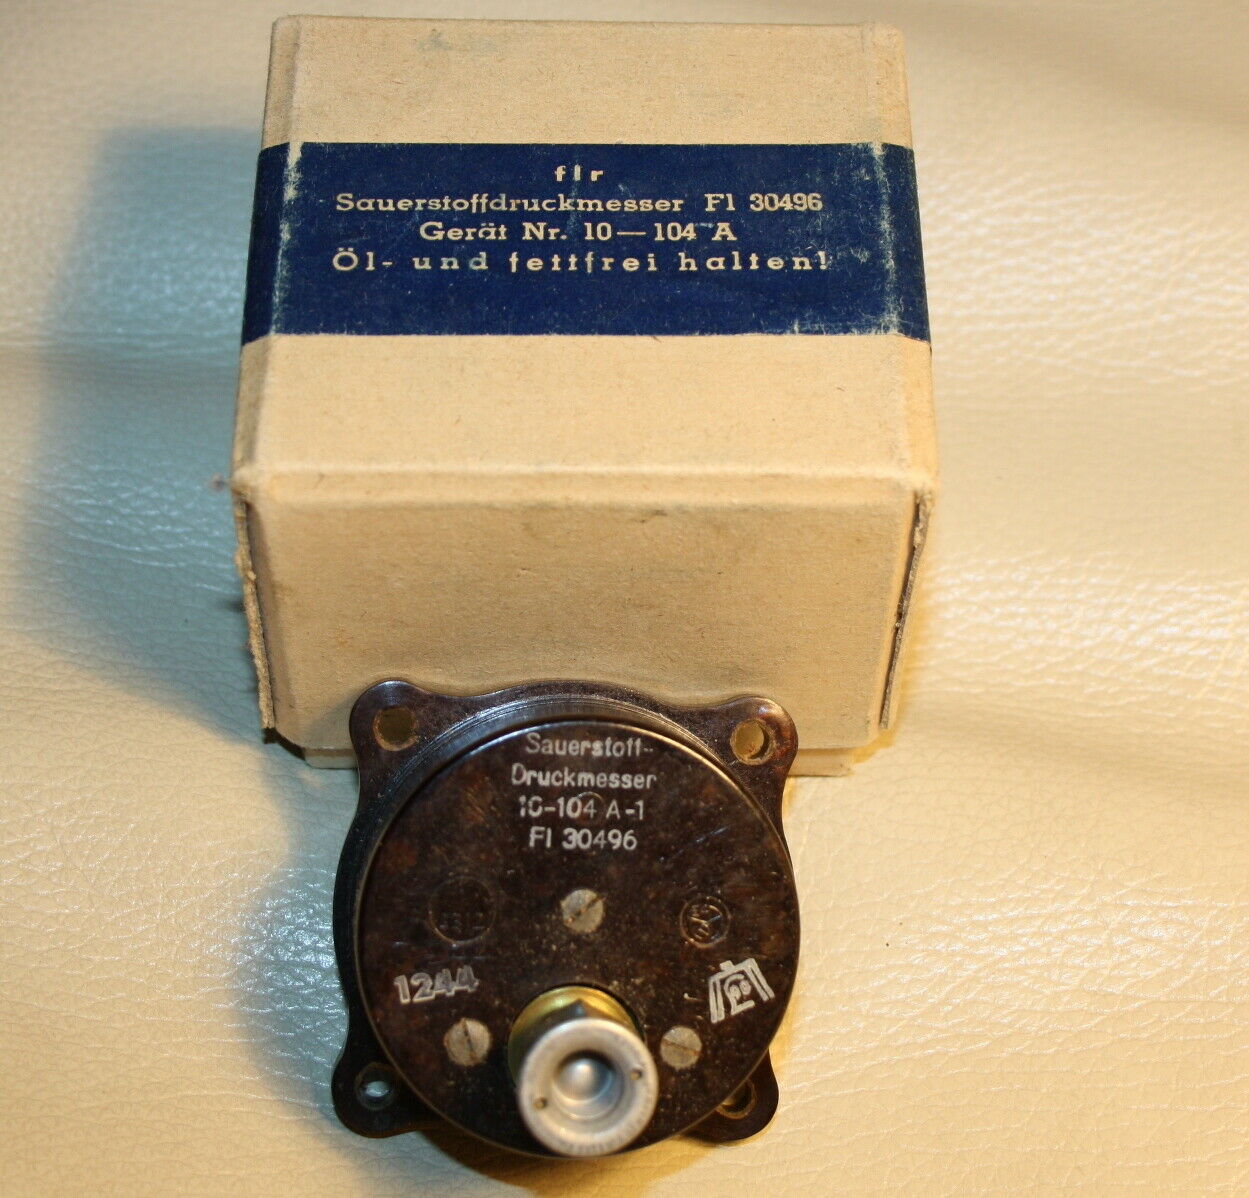 flr
Sauerstoffdruckmesser Fl 30496
Gerät Nr. 10—104 A
Öl- und fettfrei halten!
Sauerstoff-
Druckmesser
10-104 A-1
Fl 30496
1244